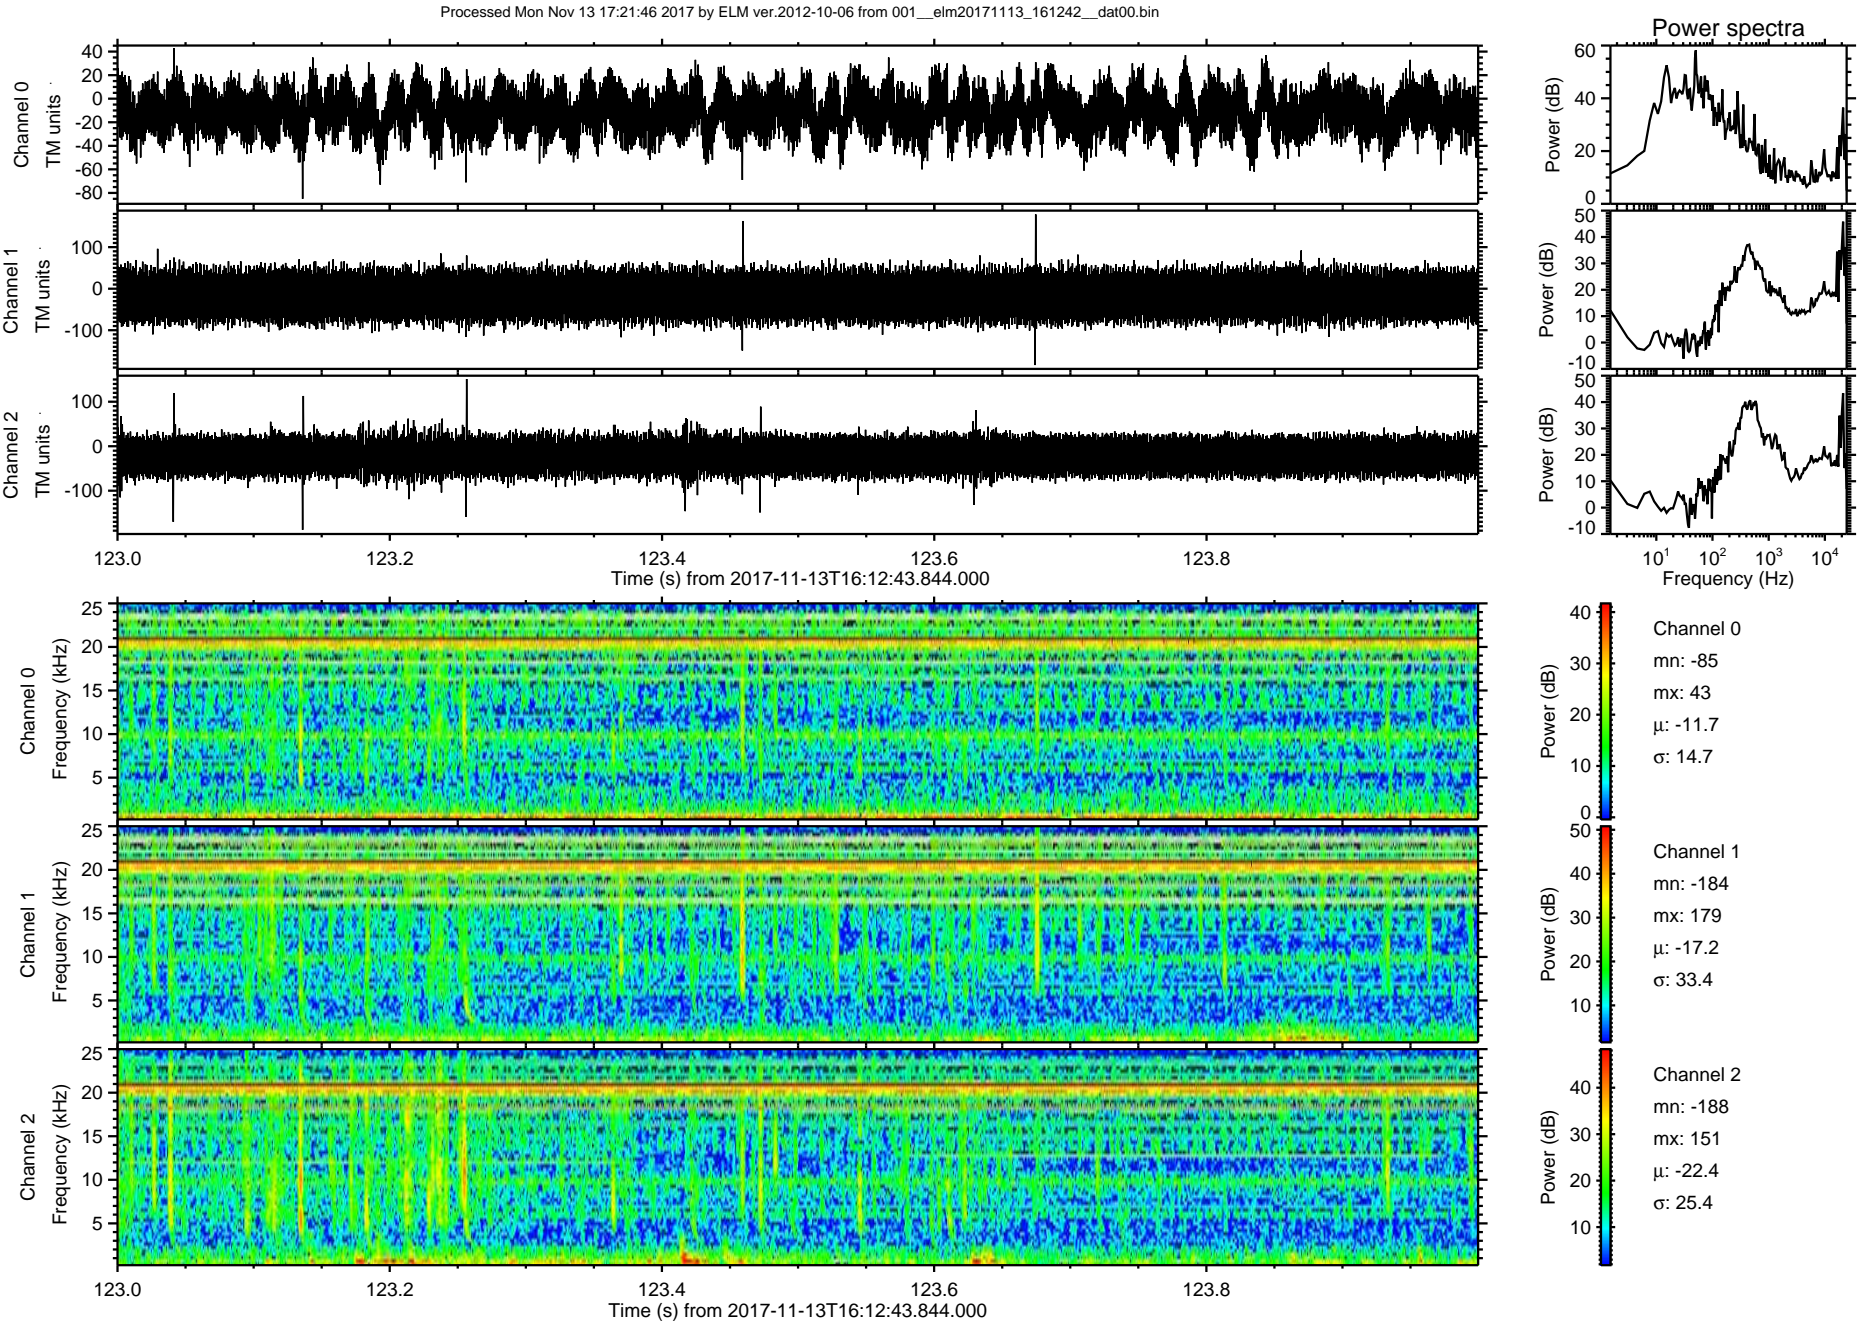 Processed Mon Nov 13 17:21:46 2017 by ELM ver.2012-10-06 from 001__elm20171113_161242__dat00.bin
Power spectra
Channel 0
TM units
40
20
0
-20
-40
-60
-80
Power (dB)
60
40
20
0
Channel 1
TM units
100
0
-100
Power (dB)
50
40
30
20
10
0
-10
Channel 2
TM units
100
0
-100
Power (dB)
50
40
30
20
10
0
-10
123.0 123.2 123.4 123.6 123.8
Time (s) from 2017-11-13T16:12:43.844.000
10¹ 10² 10³ 10⁴
Frequency (Hz)
Channel 0
Frequency (kHz)
25
20
15
10
5
Power (dB)
40
30
20
10
0
Channel 0
mn: -85
mx: 43
µ: -11.7
σ: 14.7
Channel 1
Frequency (kHz)
25
20
15
10
5
Power (dB)
50
40
30
20
10
Channel 1
mn: -184
mx: 179
µ: -17.2
σ: 33.4
Channel 2
Frequency (kHz)
25
20
15
10
5
Power (dB)
40
30
20
10
Channel 2
mn: -188
mx: 151
µ: -22.4
σ: 25.4
123.0 123.2 123.4 123.6 123.8
Time (s) from 2017-11-13T16:12:43.844.000